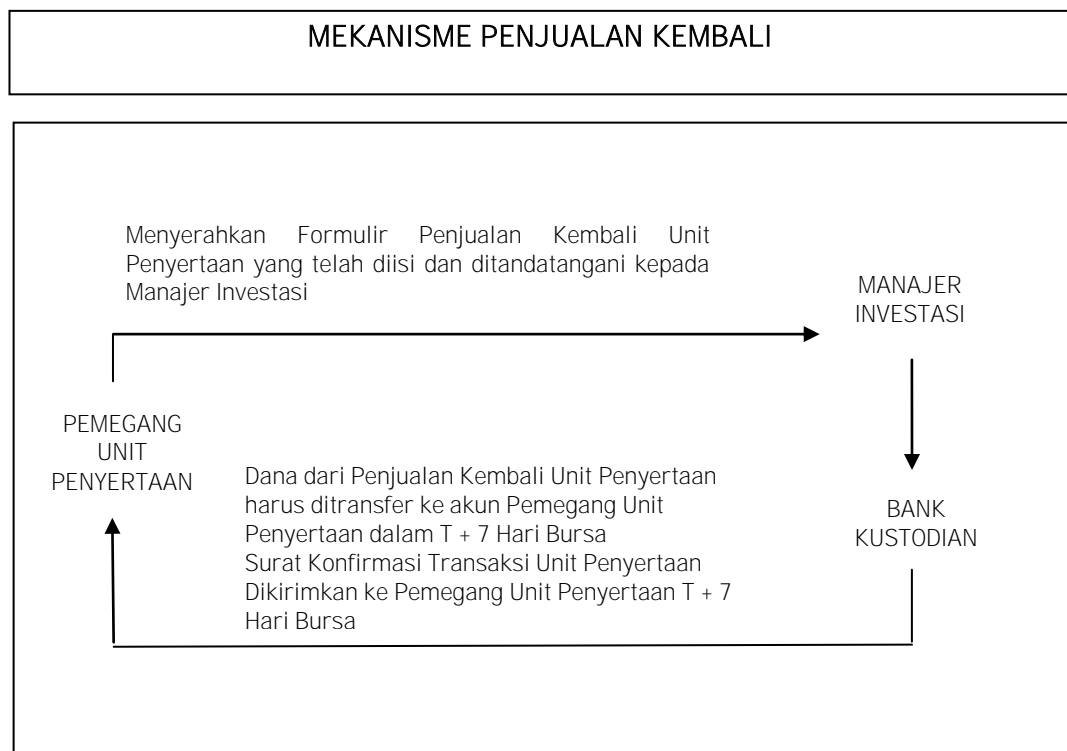 MEKANISME PENJUALAN KEMBALI
Menyerahkan Formulir Penjualan Kembali Unit
Penyertaan yang telah diisi dan ditandatangani kepada
Manajer Investasi
MANAJER
INVESTASI
PEMEGANG
UNIT
PENYERTAAN
Dana dari Penjualan Kembali Unit Penyertaan
harus ditransfer ke akun Pemegang Unit
Penyertaan dalam T + 7 Hari Bursa
Surat Konfirmasi Transaksi Unit Penyertaan
Dikirimkan ke Pemegang Unit Penyertaan T + 7
Hari Bursa
BANK
KUSTODIAN